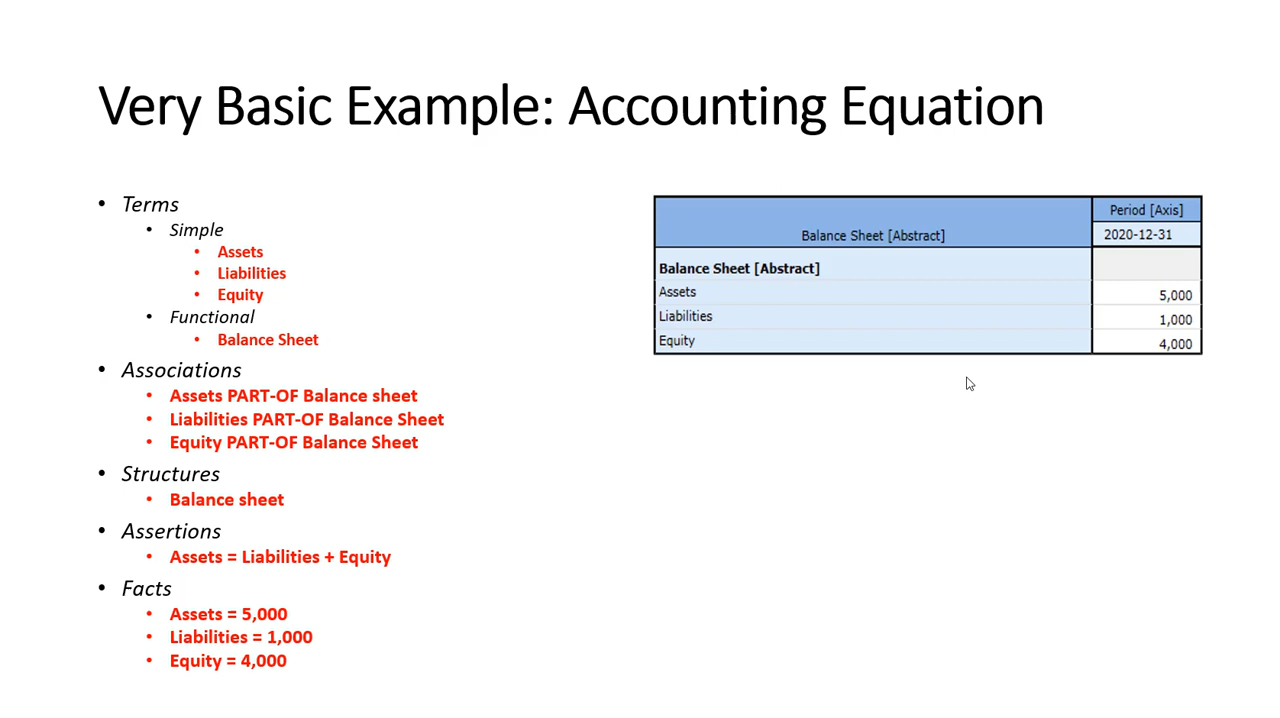 Very Basic Example: Accounting Equation
• Terms
• Simple
• Assets
• Liabilities
• Equity
• Functional
• Balance Sheet
• Associations
• Assets PART-OF Balance sheet
• Liabilities PART-OF Balance Sheet
• Equity PART-OF Balance Sheet
• Structures
• Balance sheet
• Assertions
• Assets = Liabilities + Equity
• Facts
• Assets = 5,000
• Liabilities = 1,000
• Equity = 4,000
Period [Axis]
Balance Sheet [Abstract] 2020-12-31
Balance Sheet [Abstract]
Assets 5,000
Liabilities 1,000
Equity 4,000